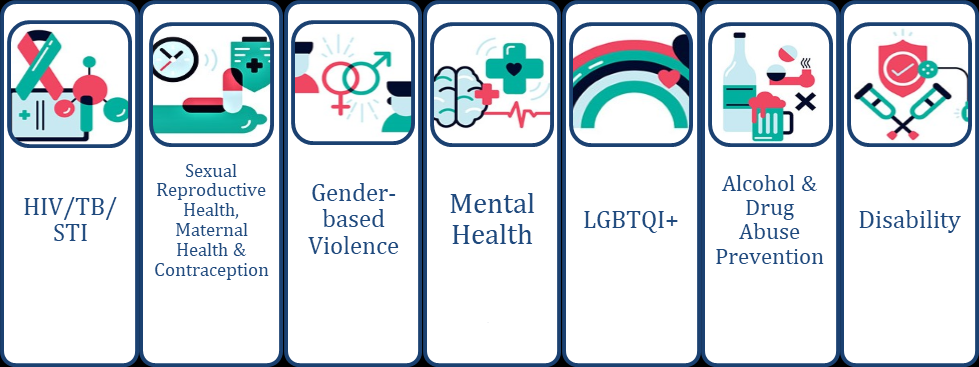 HIV/TB/
STI
Sexual
Reproductive
Health,
Maternal
Health &
Contraception
Gender-
based
Violence
Mental
Health
LGBTQI+
Alcohol &
Drug
Abuse
Prevention
Disability